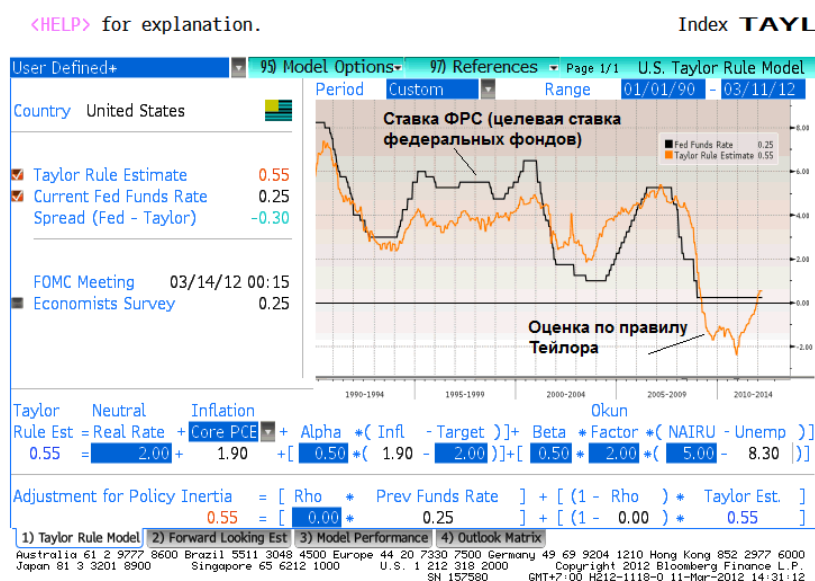 <HELP> for explanation. Index TAYL
User Defined+ 95) Model Options 97) References Page 1/1 U.S. Taylor Rule Model
Period Custom Range 01/01/90 - 03/11/12
Country United States
Ставка ФРС (целевая ставка
федеральных фондов)
Fed Funds Rate 0.25
Taylor Rule Estimate 0.55
8.00
6.00
4.00
2.00
0.00
-2.00
Taylor Rule Estimate 0.55
Current Fed Funds Rate 0.25
Spread (Fed - Taylor) -0.30
FOMC Meeting 03/14/12 00:15
Economists Survey 0.25
Оценка по правилу
Тейлора
1990-1994 1995-1999 2000-2004 2005-2009 2010-2014
Taylor Neutral Inflation Okun
Rule Est = Real Rate + Core PCE + Alpha *( Infl - Target )]+ Beta * Factor *( NAIRU - Unemp )]
0.55 = 2.00 + 1.90 +[ 0.50 *( 1.90 - 2.00 )]+[ 0.50 * 2.00 *( 5.00 - 8.30 )]
Adjustment for Policy Inertia = [ Rho * Prev Funds Rate ] + [ (1 - Rho ) * Taylor Est. ]
0.55 = [ 0.00 * 0.25 ] + [ (1 - 0.00 ) * 0.55 ]
1) Taylor Rule Model 2) Forward Looking Est 3) Model Performance 4) Outlook Matrix
Australia 61 2 9777 8600 Brazil 5511 3048 4500 Europe 44 20 7330 7500 Germany 49 69 9204 1210 Hong Kong 852 2977 6000
Japan 81 3 3201 8900 Singapore 65 6212 1000 U.S. 1 212 318 2000 Copyright 2012 Bloomberg Finance L.P.
SN 157580 GMT+7:00 H212-1118-0 11-Mar-2012 14:31:12